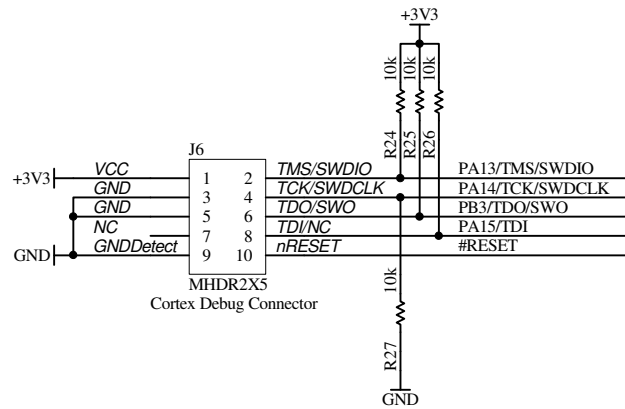 +3V3
10k 10k 10k
R24 R25 R26
J6
VCC 1 2 TMS/SWDIO PA13/TMS/SWDIO
+3V3
GND 3 4 TCK/SWDCLK PA14/TCK/SWDCLK
GND 5 6 TDO/SWO PB3/TDO/SWO
NC 7 8 TDI/NC PA15/TDI
GND GNDDetect 9 10 nRESET #RESET
MHDR2X5
Cortex Debug Connector
10k
R27
GND